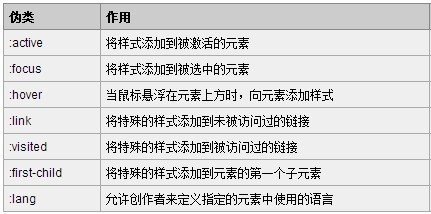 伪类 作用
:active 将样式添加到被激活的元素
:focus 将样式添加到被选中的元素
:hover 当鼠标悬浮在元素上方时，向元素添加样式
:link 将特殊的样式添加到未被访问过的链接
:visited 将特殊的样式添加到被访问过的链接
:first-child 将特殊的样式添加到元素的第一个子元素
:lang 允许创作者来定义指定的元素中使用的语言